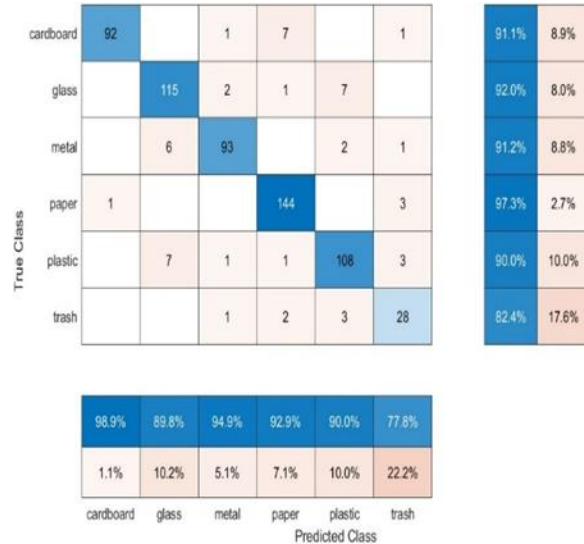 cardboard 92 1 7 1 91.1% 8.9%
glass 115 2 1 7 92.0% 8.0%
metal 6 93 2 1 91.2% 8.8%
paper 1 144 3 97.3% 2.7%
plastic 7 1 1 108 3 90.0% 10.0%
trash 1 2 3 28 82.4% 17.6%
True Class
98.9% 89.8% 94.9% 92.9% 90.0% 77.8%
1.1% 10.2% 5.1% 7.1% 10.0% 22.2%
cardboard glass metal paper plastic trash
Predicted Class